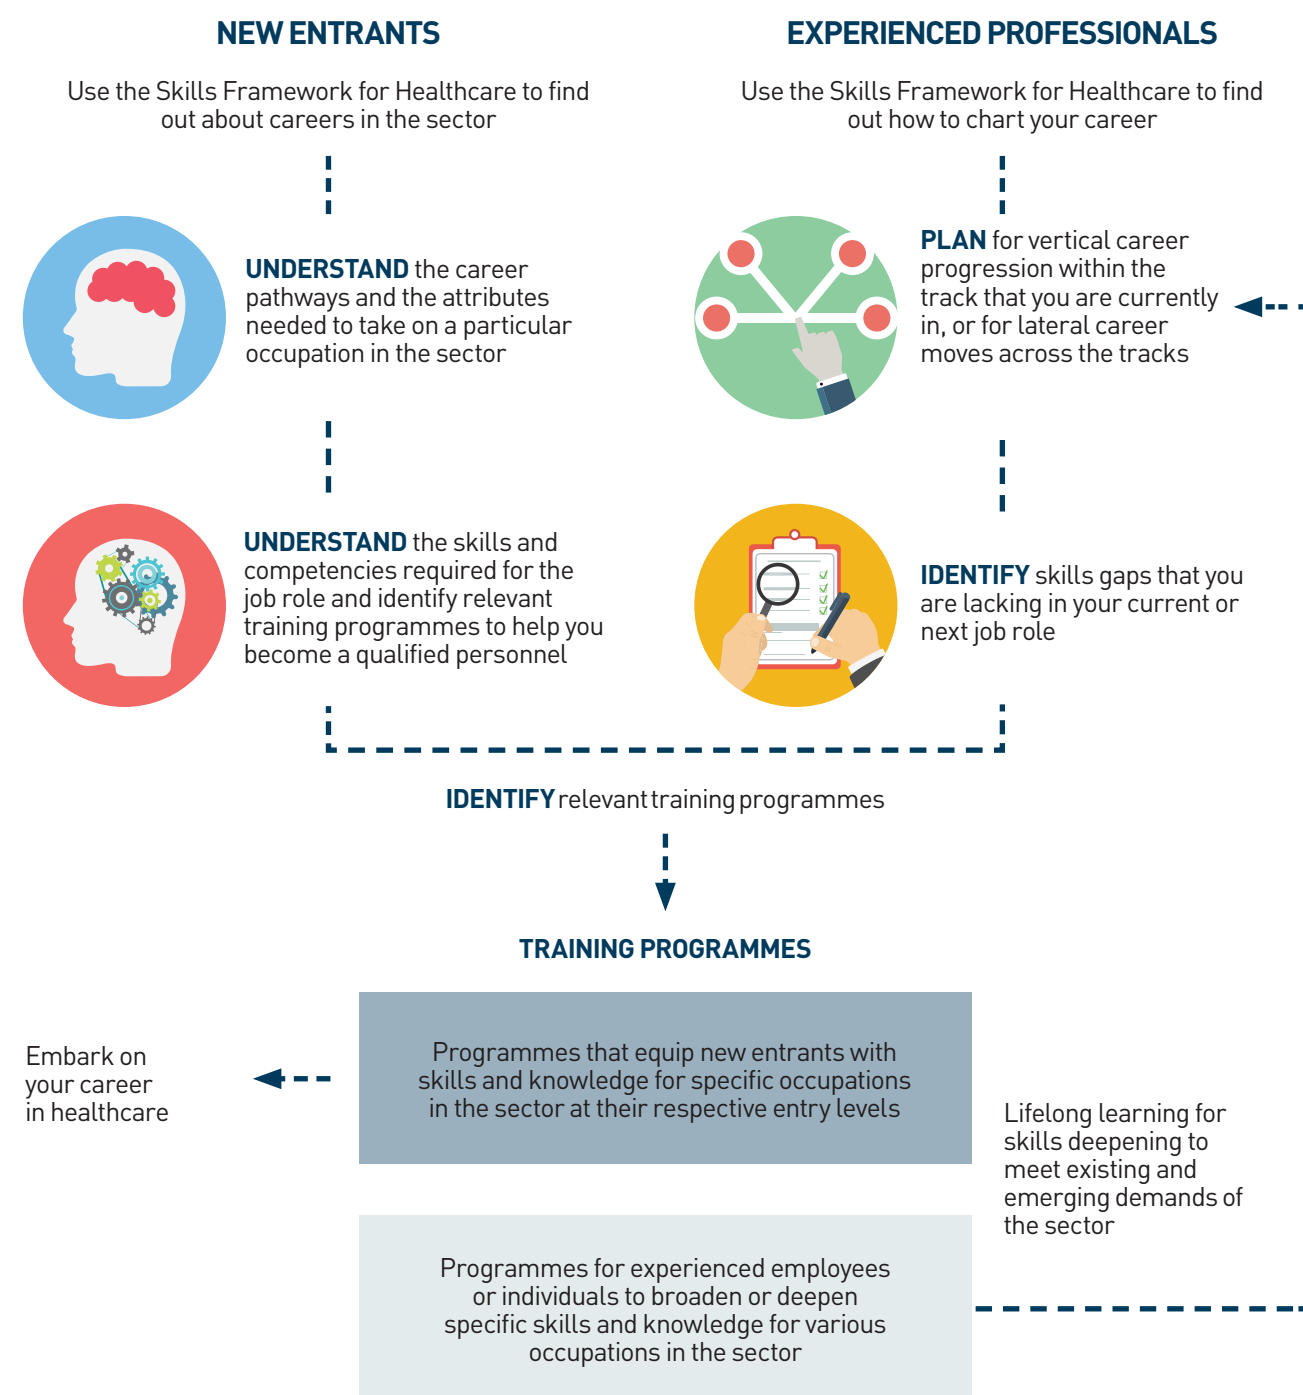 NEW ENTRANTS
Use the Skills Framework for Healthcare to find
out about careers in the sector
UNDERSTAND the career
pathways and the attributes
needed to take on a particular
occupation in the sector
UNDERSTAND the skills and
competencies required for the
job role and identify relevant
training programmes to help you
become a qualified personnel
EXPERIENCED PROFESSIONALS
Use the Skills Framework for Healthcare to find
out how to chart your career
PLAN for vertical career
progression within the
track that you are currently
in, or for lateral career
moves across the tracks
IDENTIFY skills gaps that you
are lacking in your current or
next job role
IDENTIFY relevant training programmes
TRAINING PROGRAMMES
Programmes that equip new entrants with
skills and knowledge for specific occupations
in the sector at their respective entry levels
Embark on
your career
in healthcare
Programmes for experienced employees
or individuals to broaden or deepen
specific skills and knowledge for various
occupations in the sector
Lifelong learning for
skills deepening to
meet existing and
emerging demands of
the sector